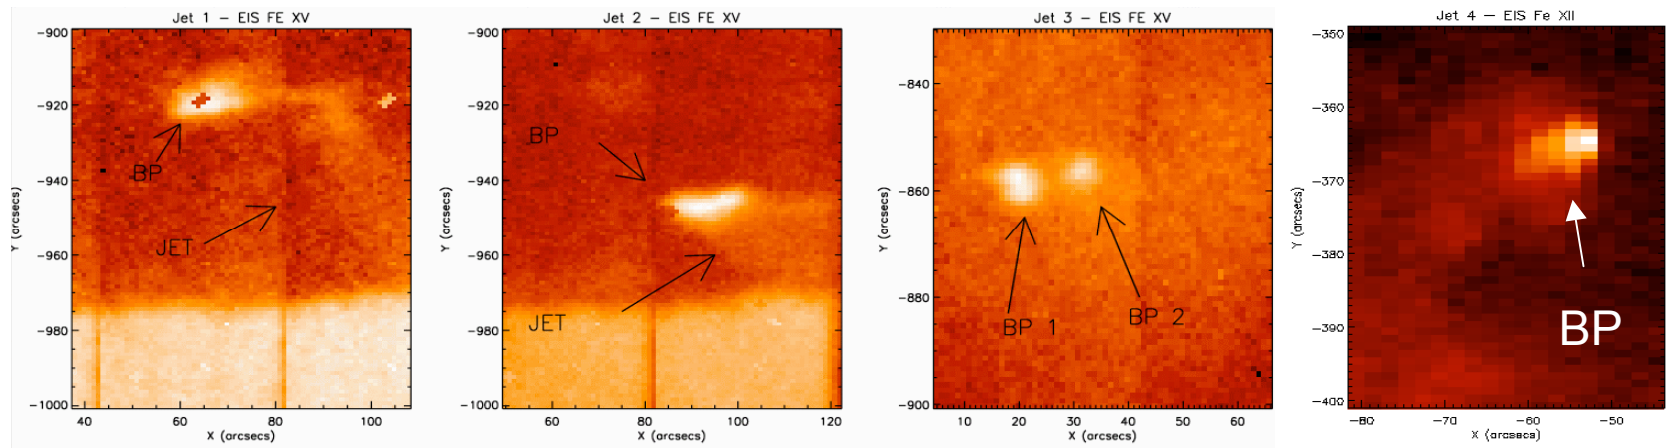 Jet 1 − EIS FE XV
-900
-920
-940
-960
-980
-1000
Y (arcsecs)
BP
JET
40 60 80 100
X (arcsecs)
Jet 2 − EIS FE XV
-900
-920
-940
-960
-980
-1000
Y (arcsecs)
BP
JET
60 80 100 120
X (arcsecs)
Jet 3 − EIS FE XV
-840
-860
-880
-900
Y (arcsecs)
BP 1
BP 2
10 20 30 40 50 60
X (arcsecs)
Jet 4 − EIS Fe XII
-350
-360
-370
-380
-390
-400
Y (arcsecs)
BP
-80 -70 -60 -50
X (arcsecs)